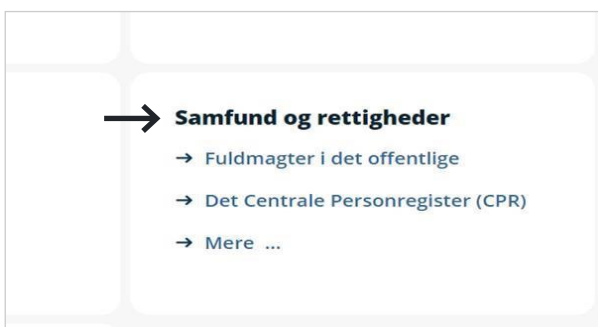 Samfund og rettigheder
→ Fuldmagter i det offentlige
→ Det Centrale Personregister (CPR)
→ Mere ...